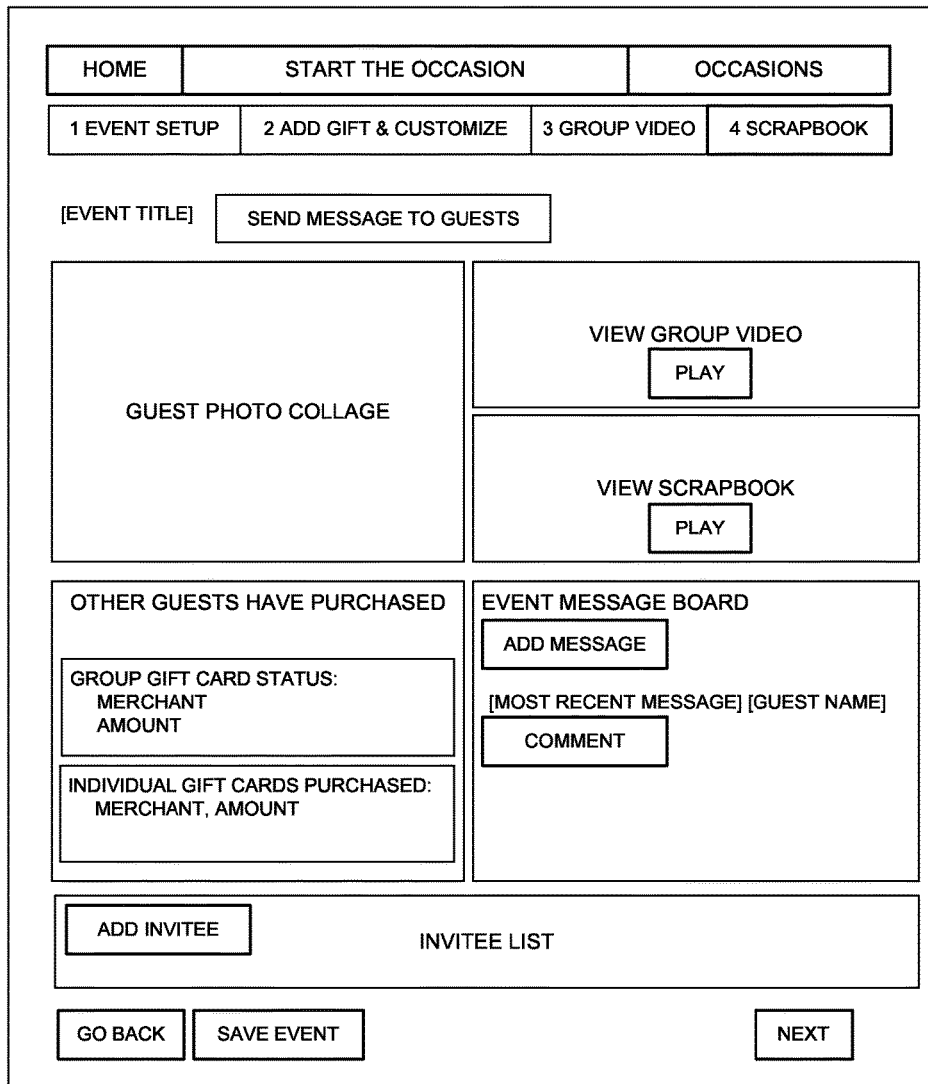 HOME START THE OCCASION OCCASIONS
1 EVENT SETUP 2 ADD GIFT & CUSTOMIZE 3 GROUP VIDEO 4 SCRAPBOOK
[EVENT TITLE] SEND MESSAGE TO GUESTS
GUEST PHOTO COLLAGE
VIEW GROUP VIDEO
PLAY
VIEW SCRAPBOOK
PLAY
OTHER GUESTS HAVE PURCHASED
GROUP GIFT CARD STATUS:
MERCHANT
AMOUNT
INDIVIDUAL GIFT CARDS PURCHASED:
MERCHANT, AMOUNT
EVENT MESSAGE BOARD
ADD MESSAGE
[MOST RECENT MESSAGE] [GUEST NAME]
COMMENT
ADD INVITEE
INVITEE LIST
GO BACK SAVE EVENT NEXT